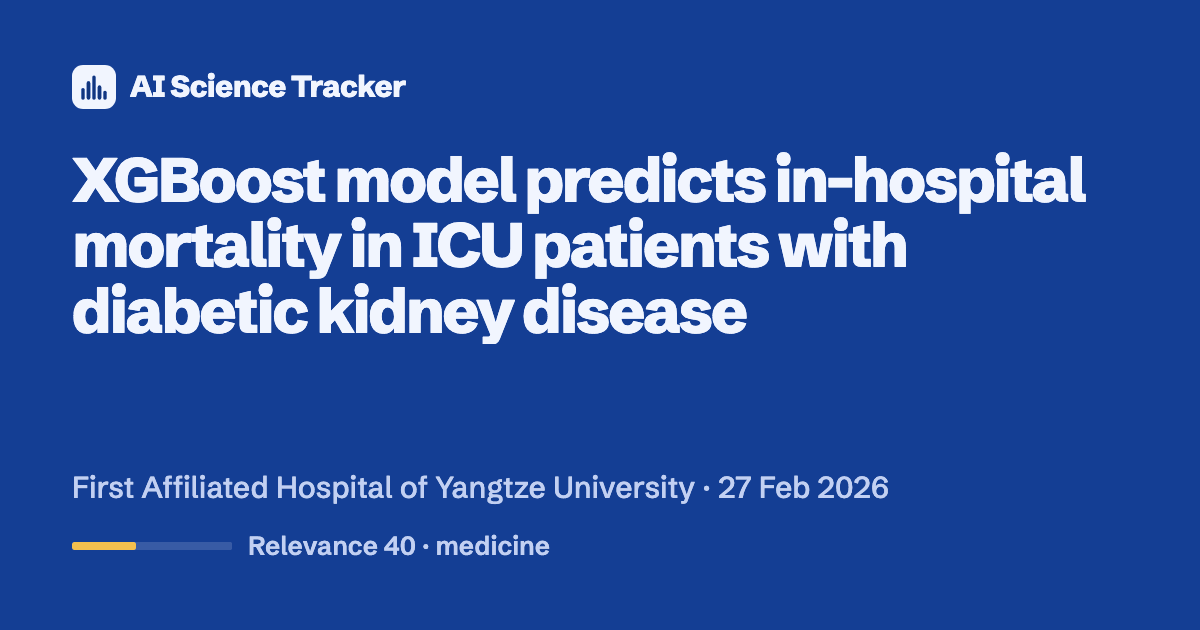 AI Science Tracker
XGBoost model predicts in-hospital
mortality in ICU patients with
diabetic kidney disease
First Affiliated Hospital of Yangtze University · 27 Feb 2026
Relevance 40 · medicine